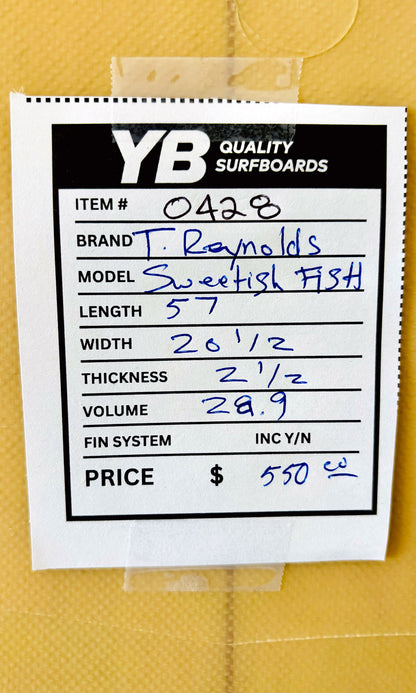 YB QUALITY
SURFBOARDS
ITEM # 0428
BRAND T. Reynolds
MODEL Sweetish FISH
LENGTH 57
WIDTH 20 1/2
THICKNESS 2 1/2
VOLUME 28.9
FIN SYSTEM INC Y/N
PRICE $ 550 00